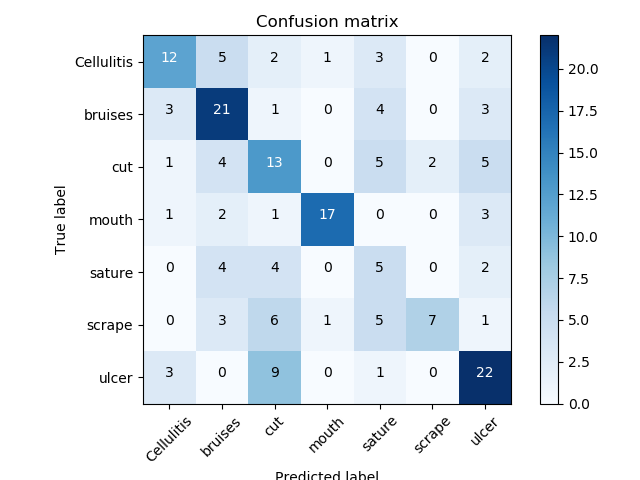 Confusion matrix
Cellulitis 12 5 2 1 3 0 2
bruises 3 21 1 0 4 0 3
cut 1 4 13 0 5 2 5
mouth 1 2 1 17 0 0 3
sature 0 4 4 0 5 0 2
scrape 0 3 6 1 5 7 1
ulcer 3 0 9 0 1 0 22
Cellulitis bruises cut mouth sature scrape ulcer
True label
Predicted label
20.0
17.5
15.0
12.5
10.0
7.5
5.0
2.5
0.0